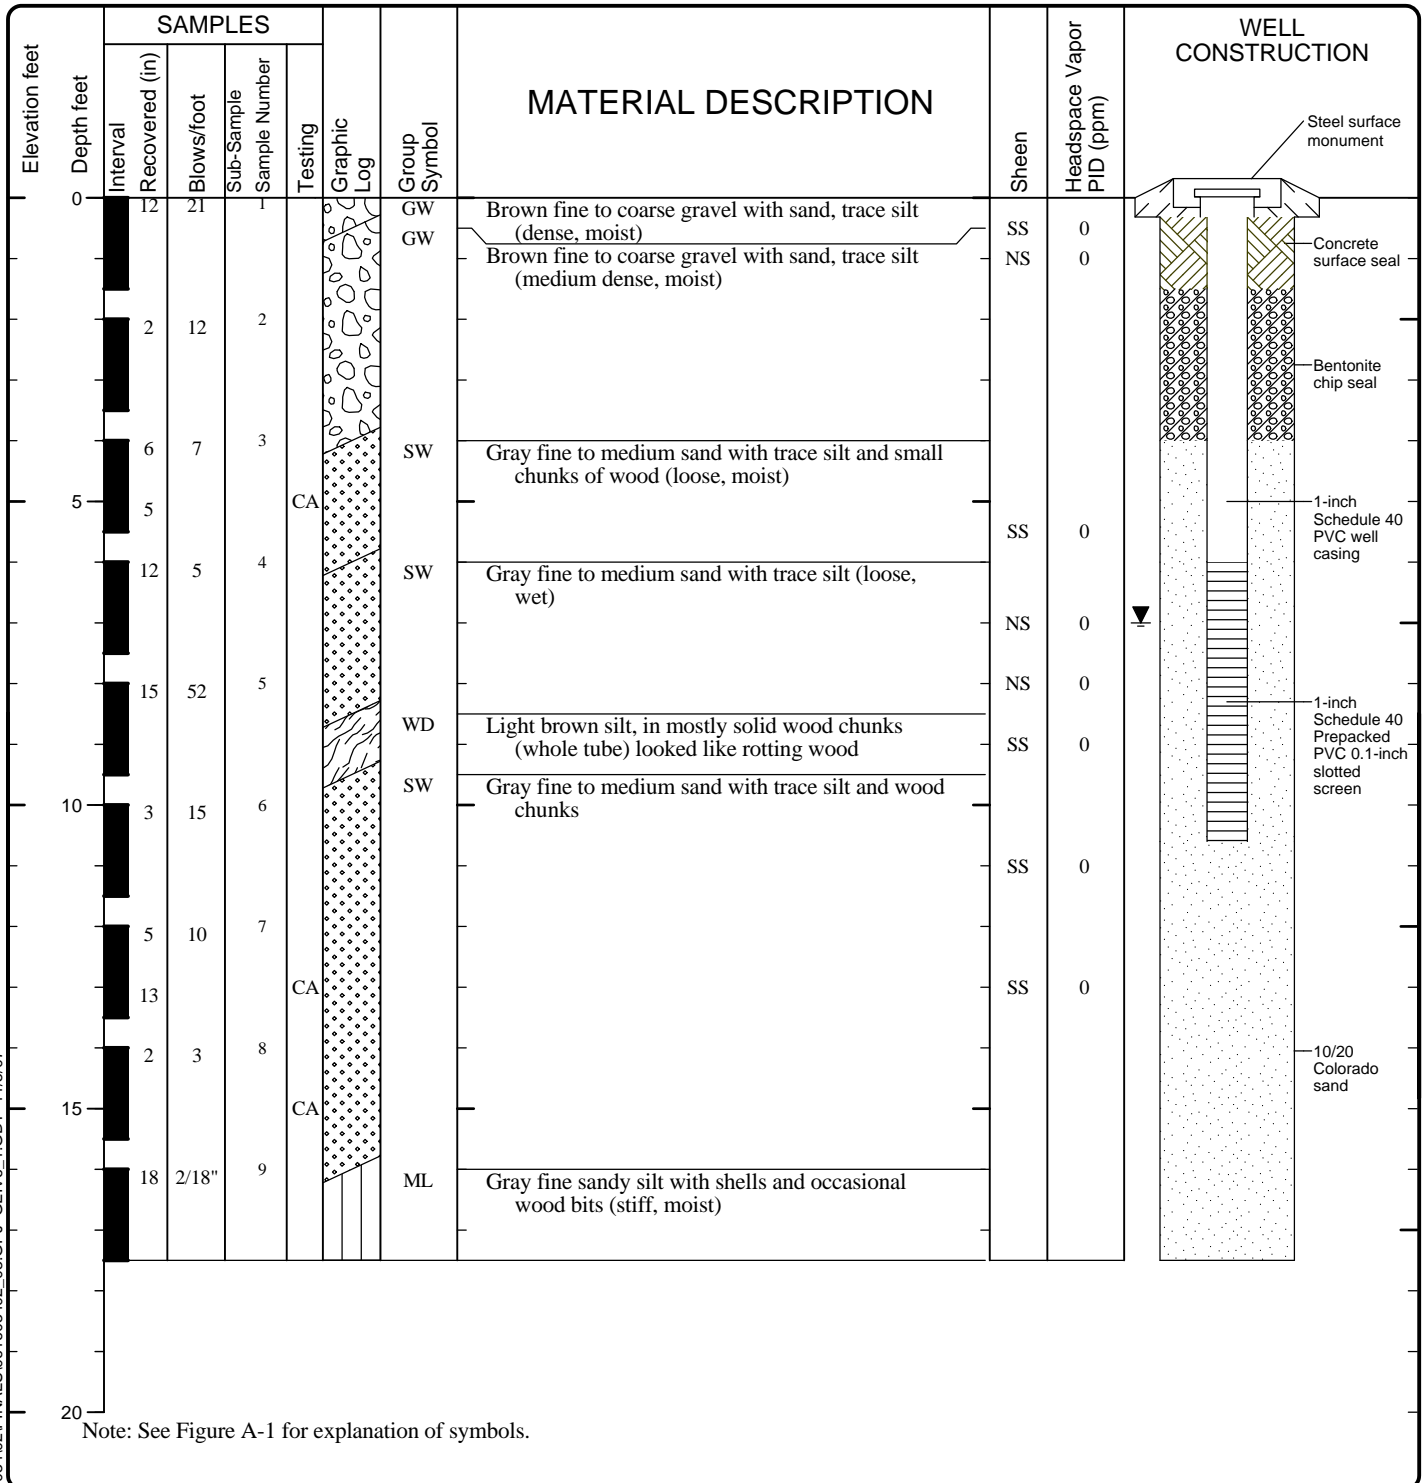 SAMPLES
WELL
CONSTRUCTION
MATERIAL DESCRIPTION
Elevation feet
Depth feet
Interval
Recovered (in)
Blows/foot
Sub-Sample
Sample Number
Testing
Graphic
Log
Group
Symbol
Sheen
Headspace Vapor
PID (ppm)
Steel surface
monument
0
12 21 1 GW Brown fine to coarse gravel with sand, trace silt
(dense, moist) SS 0
GW Brown fine to coarse gravel with sand, trace silt NS 0
(medium dense, moist)
Concrete
surface seal
2 12 2
Bentonite
chip seal
6 7 3 SW Gray fine to medium sand with trace silt and small
chunks of wood (loose, moist)
5 5 CA
1-inch
Schedule 40
PVC well
casing
SS 0
12 5 4 SW Gray fine to medium sand with trace silt (loose,
wet)
NS 0
15 52 5 NS 0
WD Light brown silt, in mostly solid wood chunks
(whole tube) looked like rotting wood SS 0
1-inch
Schedule 40
Prepacked
PVC 0.1-inch
slotted
screen
SW Gray fine to medium sand with trace silt and wood
chunks
10 3 15 6
SS 0
5 10 7
13 CA SS 0
2 3 8
10/20
Colorado
sand
15 CA
18 2/18" 9 ML Gray fine sandy silt with shells and occasional
wood bits (stiff, moist)
20
Note: See Figure A-1 for explanation of symbols.